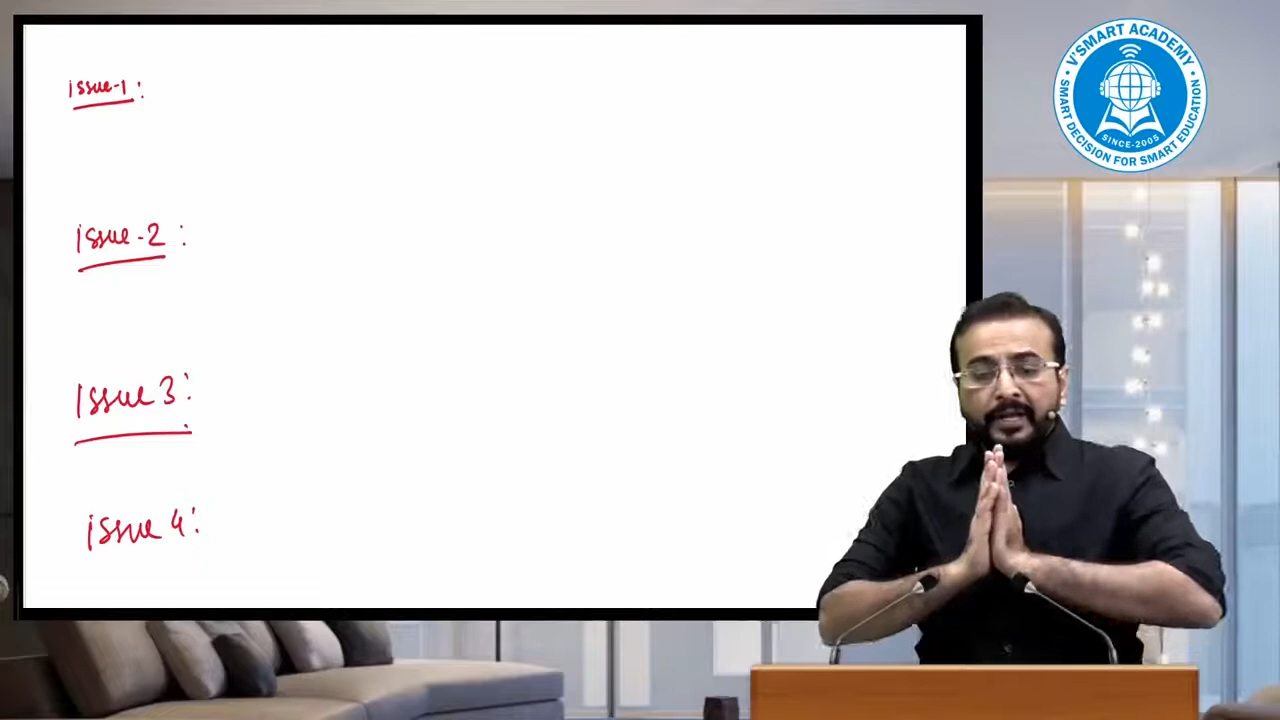 issue-1:
issue-2:
issue 3:
issue 4:
V'SMART ACADEMY
SMART DECISION FOR SMART EDUCATION
SINCE-2005